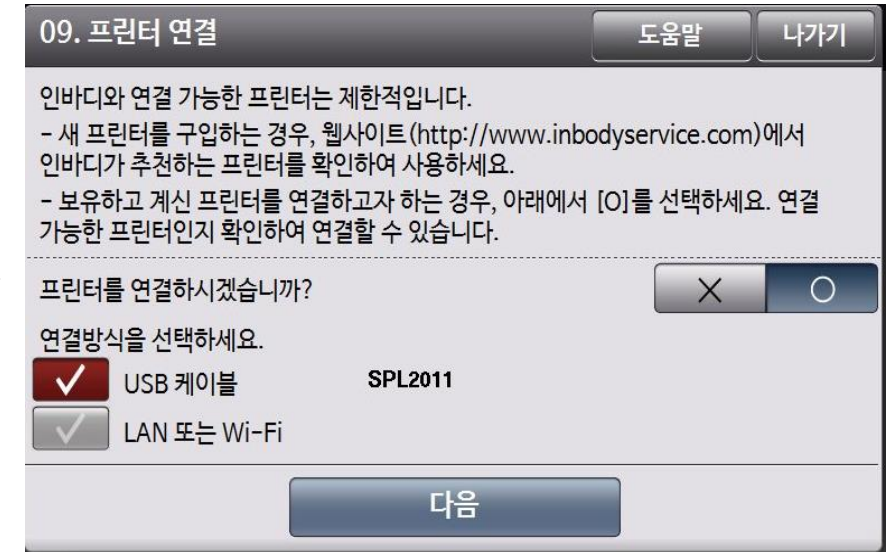 09. 프린터 연결
도움말
나가기
인바디와 연결 가능한 프린터는 제한적입니다.
- 새 프린터를 구입하는 경우, 웹사이트(http://www.inbodyservice.com)에서
인바디가 추천하는 프린터를 확인하여 사용하세요.
- 보유하고 계신 프린터를 연결하고자 하는 경우, 아래에서 [O]를 선택하세요. 연결
가능한 프린터인지 확인하여 연결할 수 있습니다.
프린터를 연결하시겠습니까?
X
O
연결방식을 선택하세요.
USB 케이블
SPL2011
LAN 또는 Wi-Fi
다음